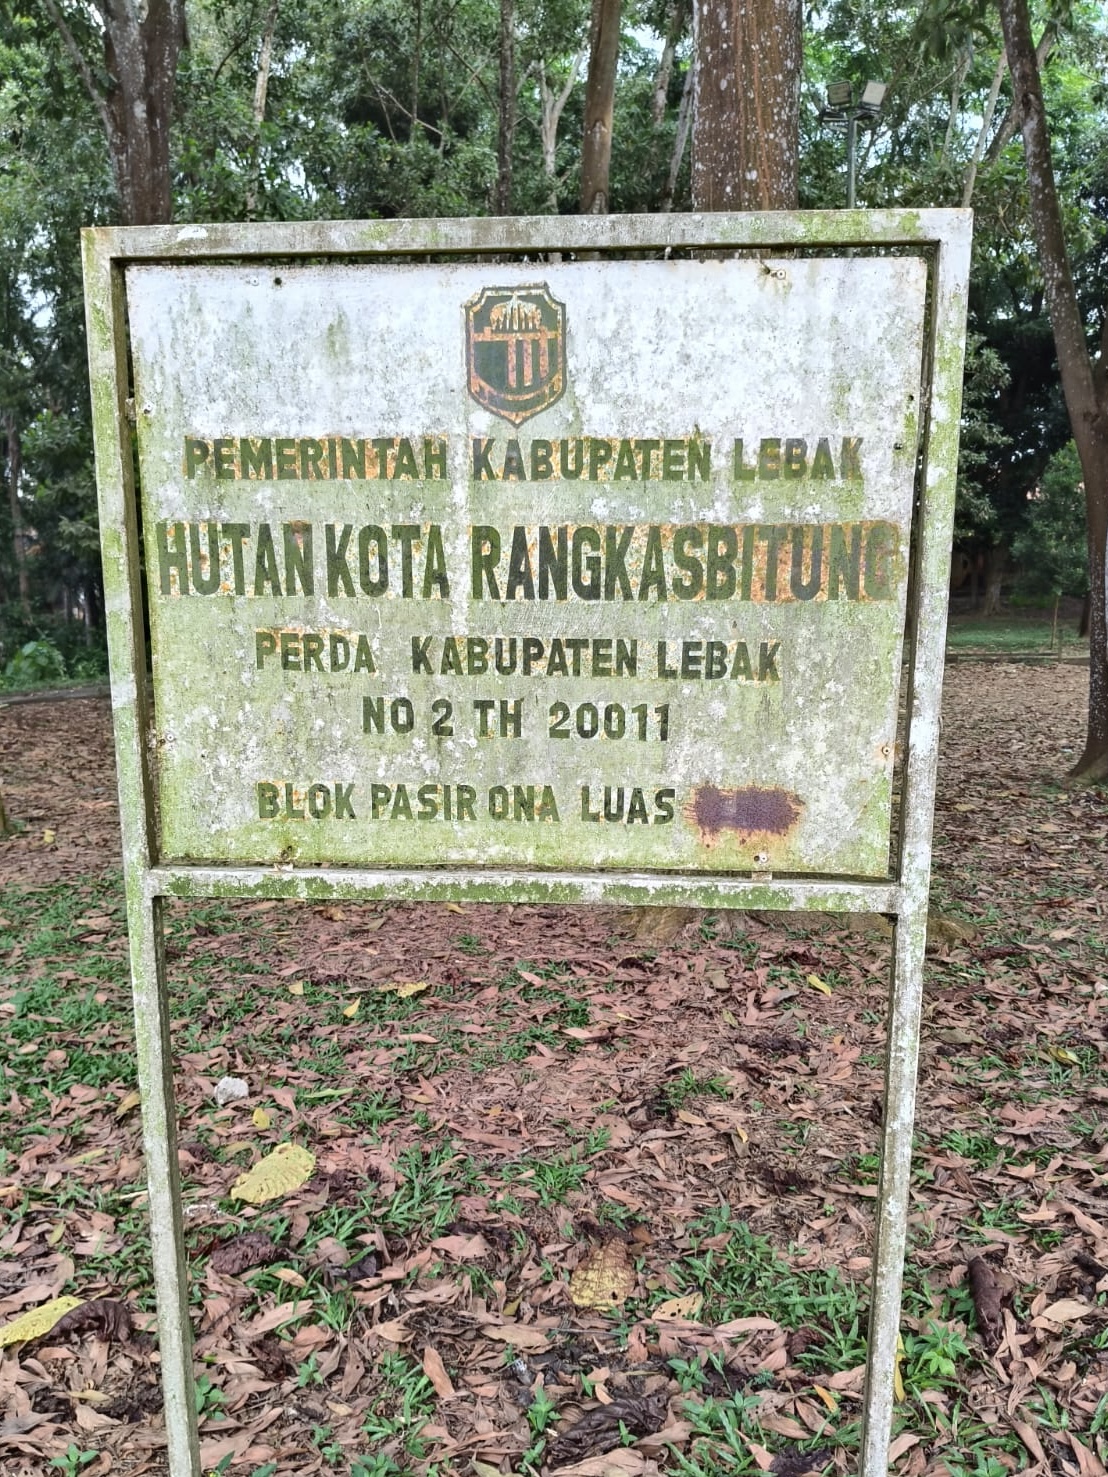 PEMERINTAH KABUPATEN LEBAK
HUTAN KOTA RANGKASBITUNG
PERDA KABUPATEN LEBAK
NO 2 TH 20011
BLOK PASIR ONA LUAS